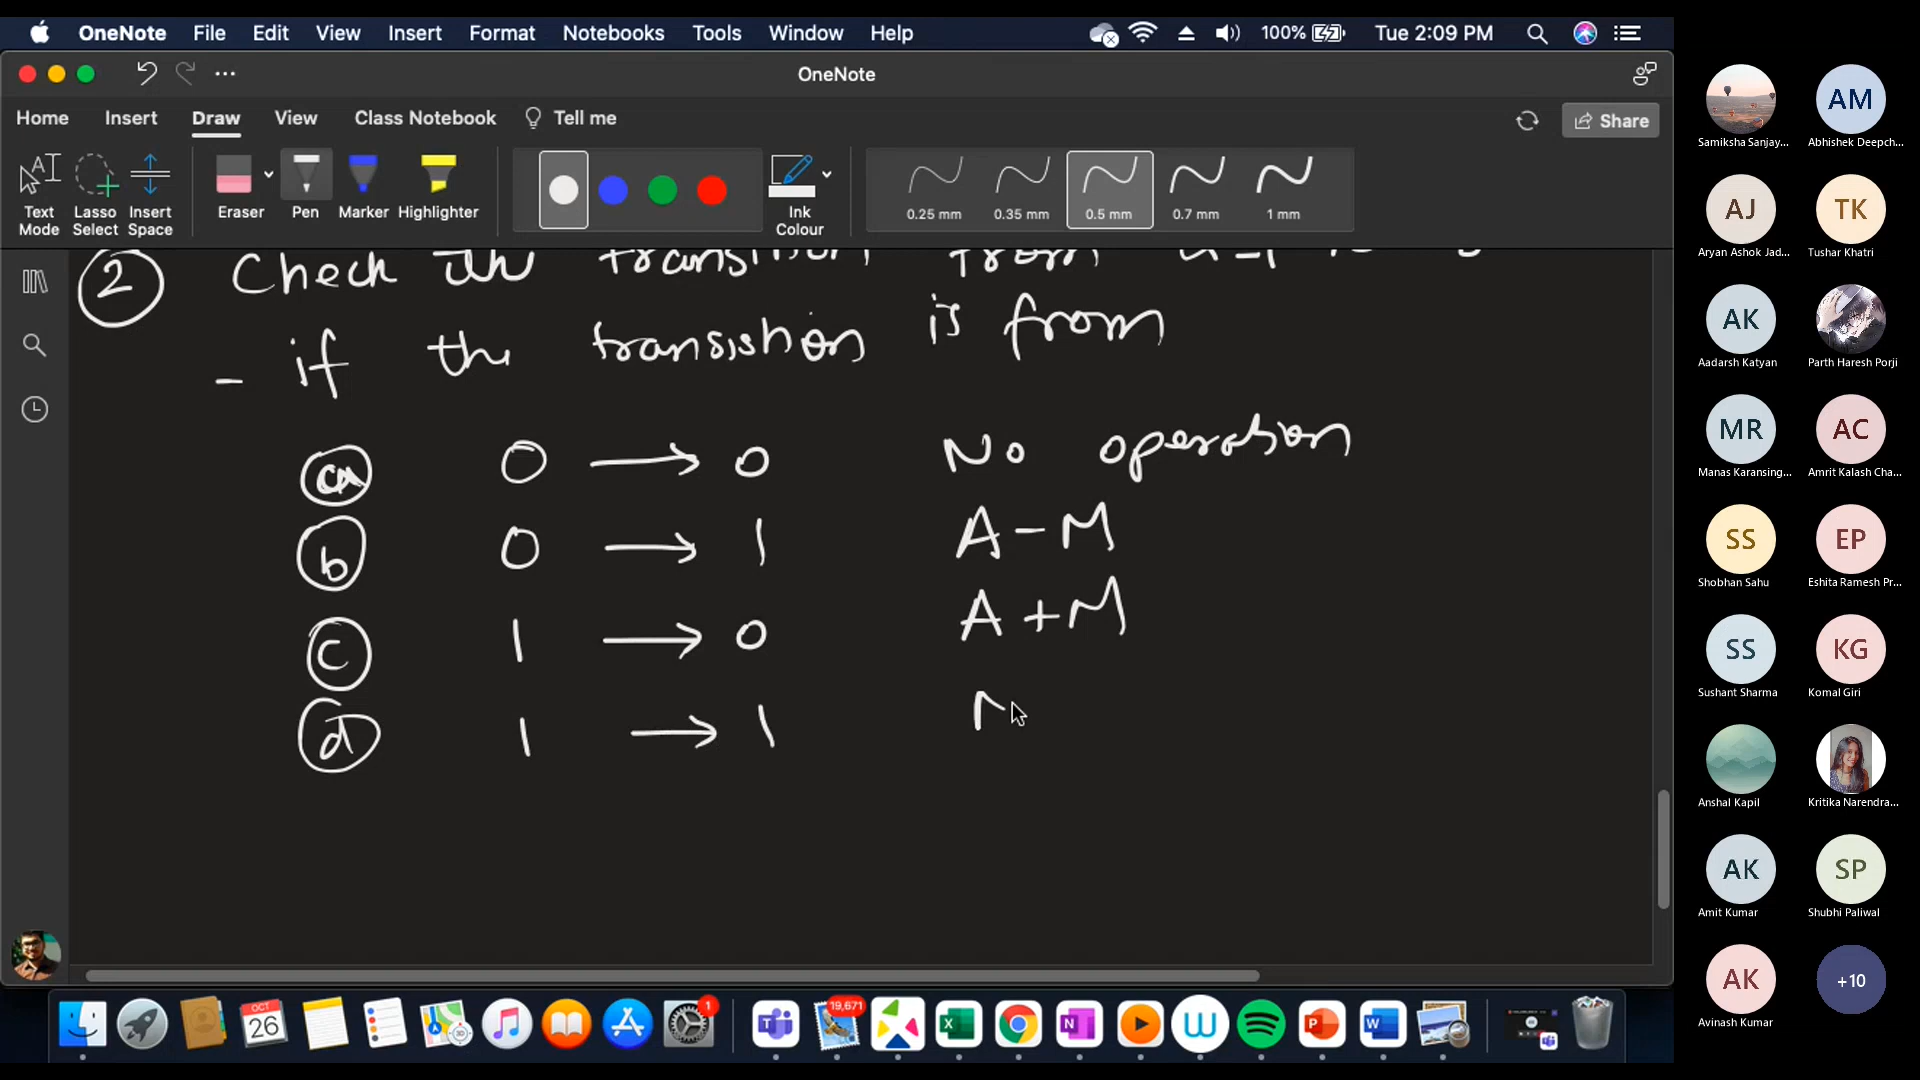 OneNote File Edit View Insert Format Notebooks Tools Window Help 100% Tue 2:09 PM
OneNote
Home Insert Draw View Class Notebook Tell me Share
Text Mode Lasso Select Insert Space Eraser Pen Marker Highlighter Ink Colour 0.25 mm 0.35 mm 0.5 mm 0.7 mm 1 mm
2 Check the from
- if the transistion is from
a 0 → 0 No operation
b 0 → 1 A - M
c 1 → 0 A + M
d 1 → 1 N
OCT
26
19,671
1
Samiksha Sanjay...
AM
Abhishek Deepch...
AJ
Aryan Ashok Jad...
TK
Tushar Khatri
AK
Aadarsh Katyan
Parth Haresh Porji
MR
Manas Karansing...
AC
Amrit Kalash Cha...
SS
Shobhan Sahu
EP
Eshita Ramesh Pr...
SS
Sushant Sharma
KG
Komal Giri
Anshal Kapil
Kritika Narendra...
AK
Amit Kumar
SP
Shubhi Paliwal
AK
Avinash Kumar
+10